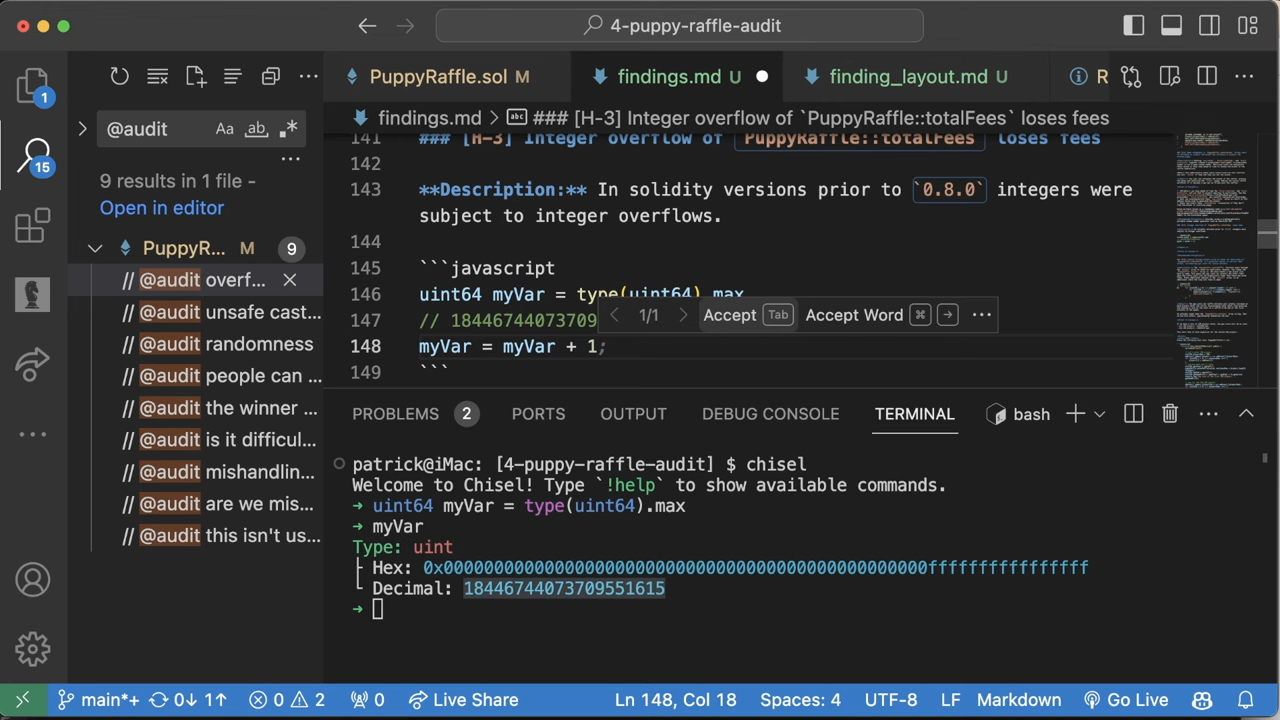 4-puppy-raffle-audit
PuppyRaffle.sol M
findings.md U
finding_layout.md U
R
@audit
Aa ab
findings.md > ### [H-3] Integer overflow of `PuppyRaffle::totalFees` loses fees
9 results in 1 file -
Open in editor
PuppyR... M 9
// @audit overf...
// @audit unsafe cast...
// @audit randomness
// @audit people can ...
// @audit the winner ...
// @audit is it difficul...
// @audit mishandlin...
// @audit are we mis...
// @audit this isn't us...
1
15
141 ### [H-3] Integer overflow of `PuppyRaffle::totalFees` loses fees
142
143 **Description:** In solidity versions prior to `0.8.0` integers were
subject to integer overflows.
144
145 ```javascript
146 uint64 myVar = type(uint64).max
147 // 18446744073709
1/1 Accept Tab Accept Word ⌘ → ...
148 myVar = myVar + 1;
149 ```
PROBLEMS 2 PORTS OUTPUT DEBUG CONSOLE TERMINAL bash
patrick@iMac: [4-puppy-raffle-audit] $ chisel
Welcome to Chisel! Type `!help` to show available commands.
➜ uint64 myVar = type(uint64).max
➜ myVar
Type: uint
├ Hex: 0x000000000000000000000000000000000000000000000000ffffffffffffffff
└ Decimal: 18446744073709551615
➜
main*+ 0↓ 1↑ 0 2 0 Live Share Ln 148, Col 18 Spaces: 4 UTF-8 LF Markdown Go Live